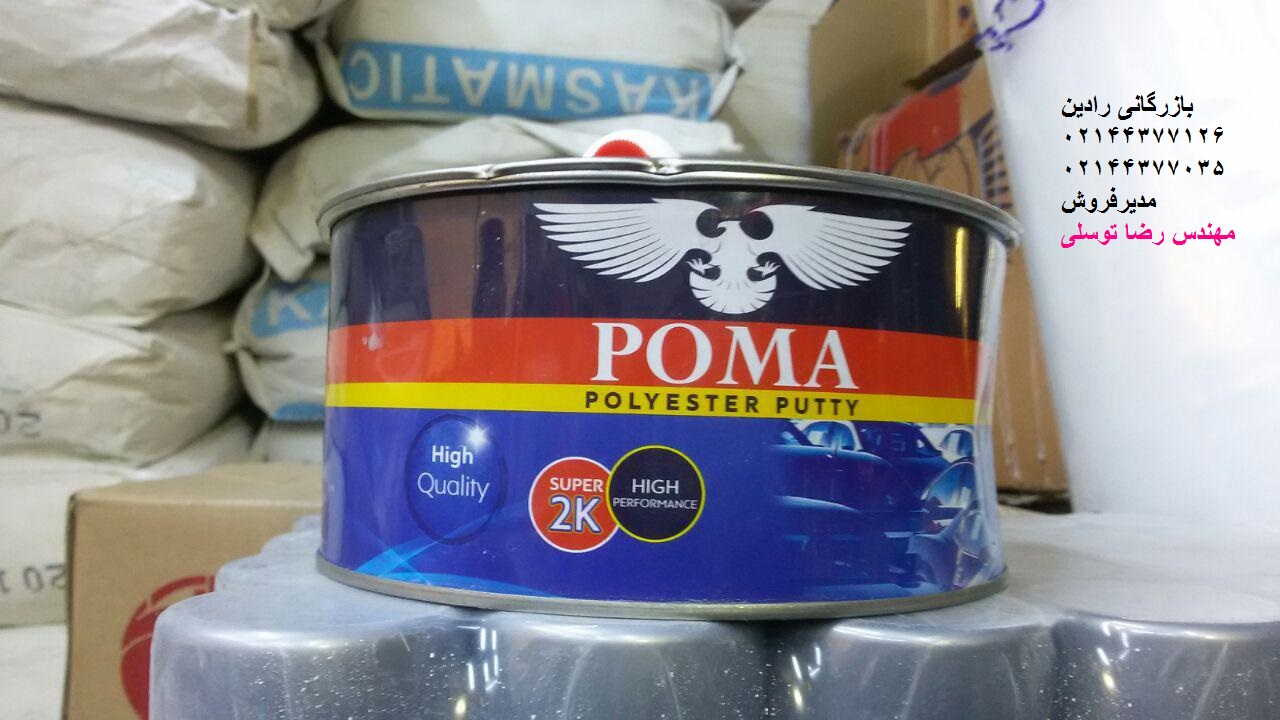 KASMATIC
بازرگانی رادین
۰۲۱۴۴۳۷۷۱۲۶
۰۲۱۴۴۳۷۷۰۳۵
مدیرفروش
مهندس رضا توسلی
POMA
POLYESTER PUTTY
High
Quality
SUPER
2K
HIGH
PERFORMANCE